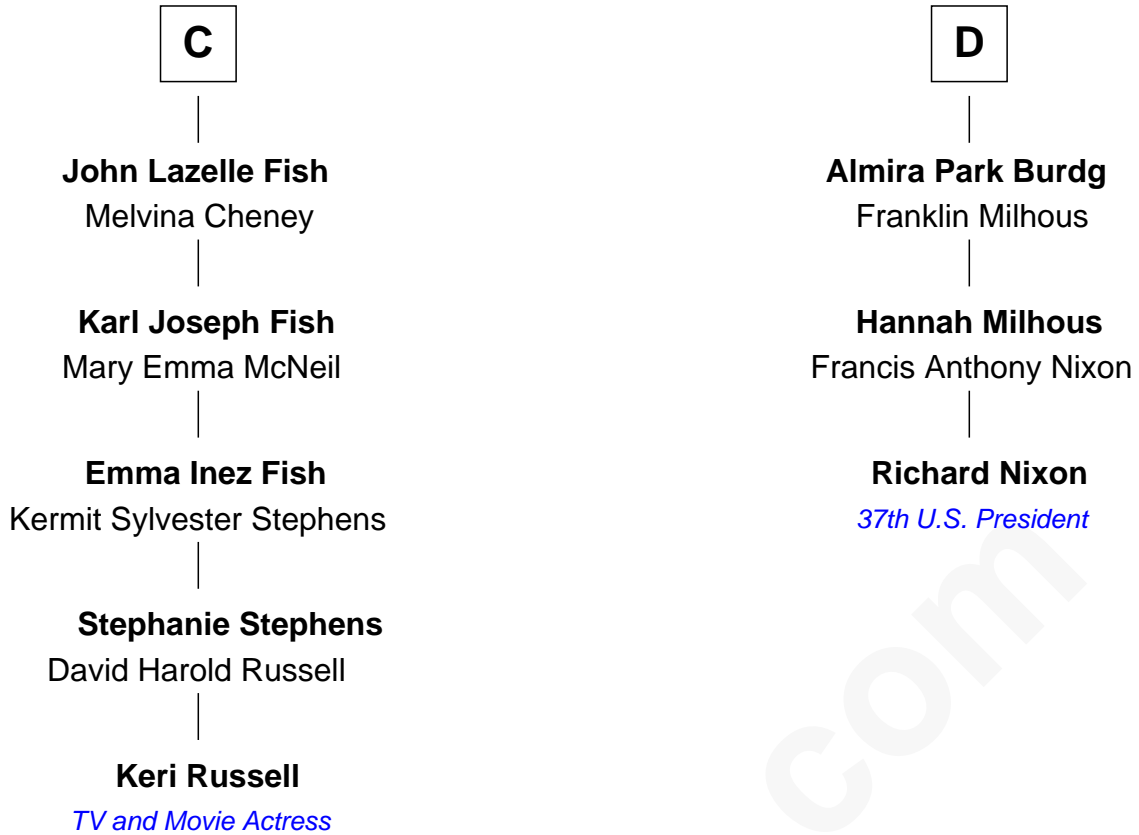 C
John Lazelle Fish
Melvina Cheney
Karl Joseph Fish
Mary Emma McNeil
Emma Inez Fish
Kermit Sylvester Stephens
Stephanie Stephens
David Harold Russell
Keri Russell
TV and Movie Actress
D
Almira Park Burdg
Franklin Milhous
Hannah Milhous
Francis Anthony Nixon
Richard Nixon
37th U.S. President
com